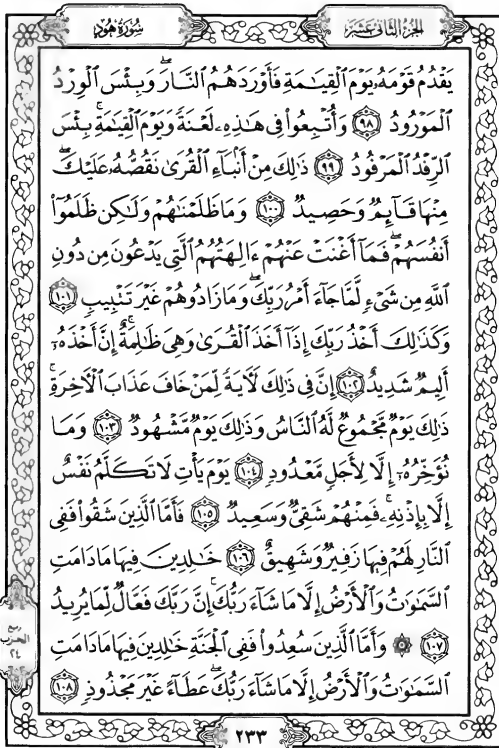 الجزء الثاني عشر
سورة هود
يَقْدُمُ قَوْمَهُۥ يَوْمَ ٱلْقِيَٰمَةِ فَأَوْرَدَهُمُ ٱلنَّارَۖ وَبِئْسَ ٱلْوِرْدُ
ٱلْمَوْرُودُ ٩٨ وَأُتْبِعُوا۟ فِى هَٰذِهِۦ لَعْنَةً وَيَوْمَ ٱلْقِيَٰمَةِۚ بِئْسَ
ٱلرِّفْدُ ٱلْمَرْفُودُ ٩٩ ذَٰلِكَ مِنْ أَنۢبَآءِ ٱلْقُرَىٰ نَقُصُّهُۥ عَلَيْكَۖ
مِنْهَا قَآئِمٌ وَحَصِيدٌ ١٠٠ وَمَا ظَلَمْنَٰهُمْ وَلَٰكِن ظَلَمُوٓا۟
أَنفُسَهُمْۖ فَمَآ أَغْنَتْ عَنْهُمْ ءَالِهَتُهُمُ ٱلَّتِى يَدْعُونَ مِن دُونِ
ٱللَّهِ مِن شَىْءٍ لَّمَّا جَآءَ أَمْرُ رَبِّكَۖ وَمَا زَادُوهُمْ غَيْرَ تَتْبِيبٍ ١٠١
وَكَذَٰلِكَ أَخْذُ رَبِّكَ إِذَآ أَخَذَ ٱلْقُرَىٰ وَهِىَ ظَٰلِمَةٌۚ إِنَّ أَخْذَهُۥٓ
أَلِيمٌ شَدِيدٌ ١٠٢ إِنَّ فِى ذَٰلِكَ لَءَايَةً لِّمَنْ خَافَ عَذَابَ ٱلْءَاخِرَةِۚ
ذَٰلِكَ يَوْمٌ مَّجْمُوعٌ لَّهُ ٱلنَّاسُ وَذَٰلِكَ يَوْمٌ مَّشْهُودٌ ١٠٣ وَمَا
نُؤَخِّرُهُۥٓ إِلَّا لِأَجَلٍ مَّعْدُودٍ ١٠٤ يَوْمَ يَأْتِ لَا تَكَلَّمُ نَفْسٌ
إِلَّا بِإِذْنِهِۦۚ فَمِنْهُمْ شَقِىٌّ وَسَعِيدٌ ١٠٥ فَأَمَّا ٱلَّذِينَ شَقُوا۟ فَفِى
ٱلنَّارِ لَهُمْ فِيهَا زَفِيرٌ وَشَهِيقٌ ١٠٦ خَٰلِدِينَ فِيهَا مَا دَامَتِ
ٱلسَّمَٰوَٰتُ وَٱلْأَرْضُ إِلَّا مَا شَآءَ رَبُّكَۚ إِنَّ رَبَّكَ فَعَّالٌ لِّمَا يُرِيدُ
١٠٧ وَأَمَّا ٱلَّذِينَ سُعِدُوا۟ فَفِى ٱلْجَنَّةِ خَٰلِدِينَ فِيهَا مَا دَامَتِ
ٱلسَّمَٰوَٰتُ وَٱلْأَرْضُ إِلَّا مَا شَآءَ رَبُّكَۖ عَطَآءً غَيْرَ مَجْذُوذٍ ١٠٨
ربع
الحزب
٢٤
٢٣٣